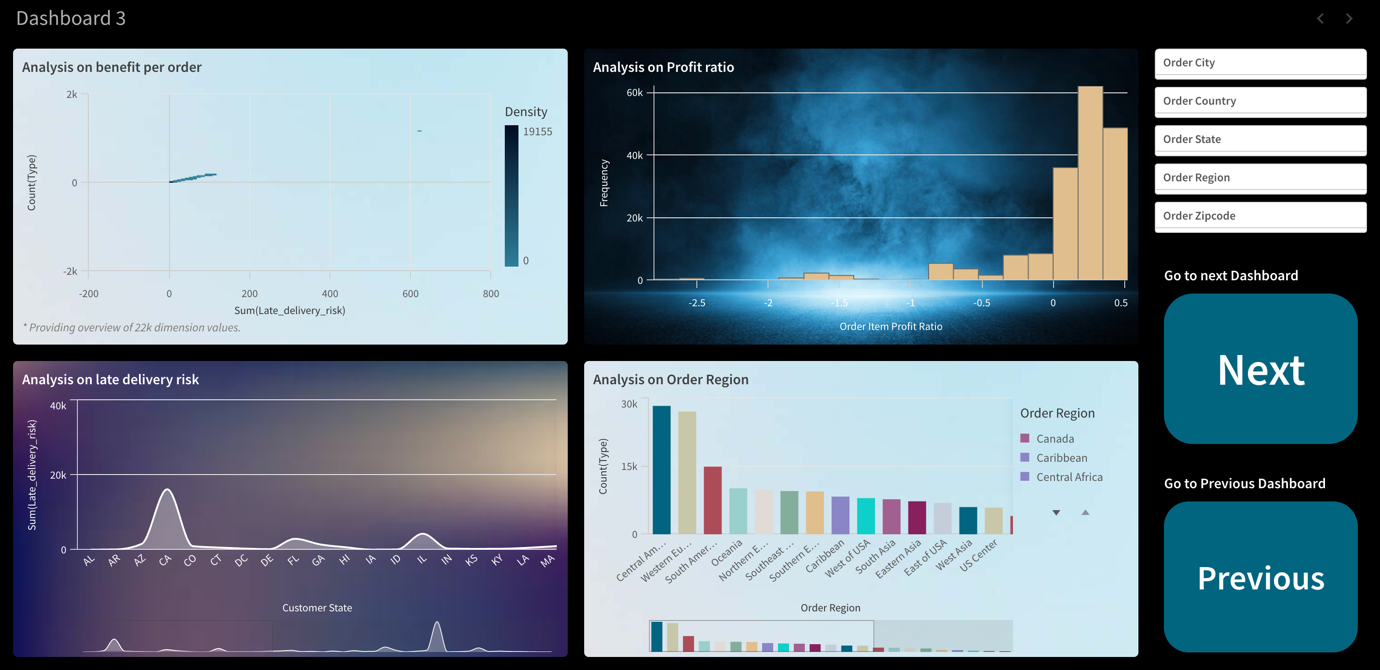 Dashboard 3
Analysis on benefit per order
2k
0
-2k
Count(Type)
-200
0
200
400
600
800
Sum(Late_delivery_risk)
* Providing overview of 22k dimension values.
Density
19155
0
Analysis on Profit ratio
60k
40k
20k
0
Frequency
-2.5
-2
-1.5
-1
-0.5
0
0.5
Order Item Profit Ratio
Order City
Order Country
Order State
Order Region
Order Zipcode
Go to next Dashboard
Next
Go to Previous Dashboard
Previous
Analysis on late delivery risk
40k
20k
0
Sum(Late_delivery_risk)
AL
AR
AZ
CA
CO
CT
DC
DE
FL
GA
HI
IA
ID
IL
IN
KS
KY
LA
MA
Customer State
Analysis on Order Region
30k
15k
0
Count(Type)
Central Am...
Western Eu...
South Amer...
Oceania
Northern E...
Southeast ...
Southern E...
Caribbean
West of USA
South Asia
Eastern Asia
East of USA
West Asia
US Center
Order Region
Order Region
Canada
Caribbean
Central Africa